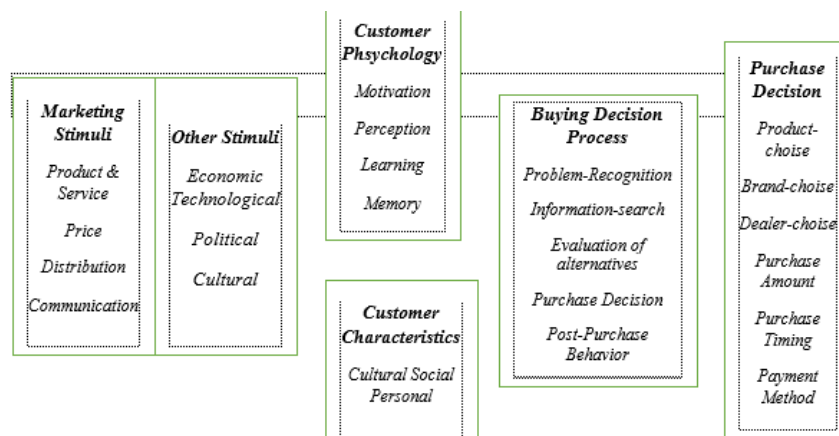 Marketing
Stimuli
Product &
Service
Price
Distribution
Communication
Other Stimuli
Economic
Technological
Political
Cultural
Customer
Phsychology
Motivation
Perception
Learning
Memory
Customer
Characteristics
Cultural Social
Personal
Buying Decision
Process
Problem-Recognition
Information-search
Evaluation of
alternatives
Purchase Decision
Post-Purchase
Behavior
Purchase
Decision
Product-
choise
Brand-choise
Dealer-choise
Purchase
Amount
Purchase
Timing
Payment
Method